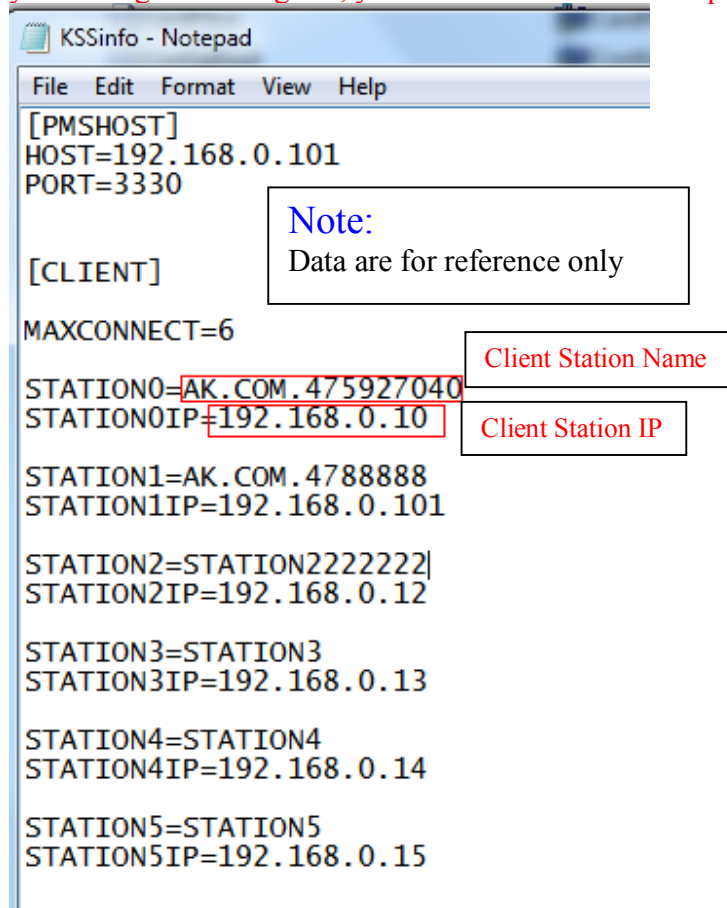 KSSinfo - Notepad
File Edit Format View Help
[PMSHOST]
HOST=192.168.0.101
PORT=3330
Note:
Data are for reference only
[CLIENT]
MAXCONNECT=6
Client Station Name
STATION0=AK.COM.475927040
STATION0IP=192.168.0.10
Client Station IP
STATION1=AK.COM.4788888
STATION1IP=192.168.0.101
STATION2=STATION2222222
STATION2IP=192.168.0.12
STATION3=STATION3
STATION3IP=192.168.0.13
STATION4=STATION4
STATION4IP=192.168.0.14
STATION5=STATION5
STATION5IP=192.168.0.15